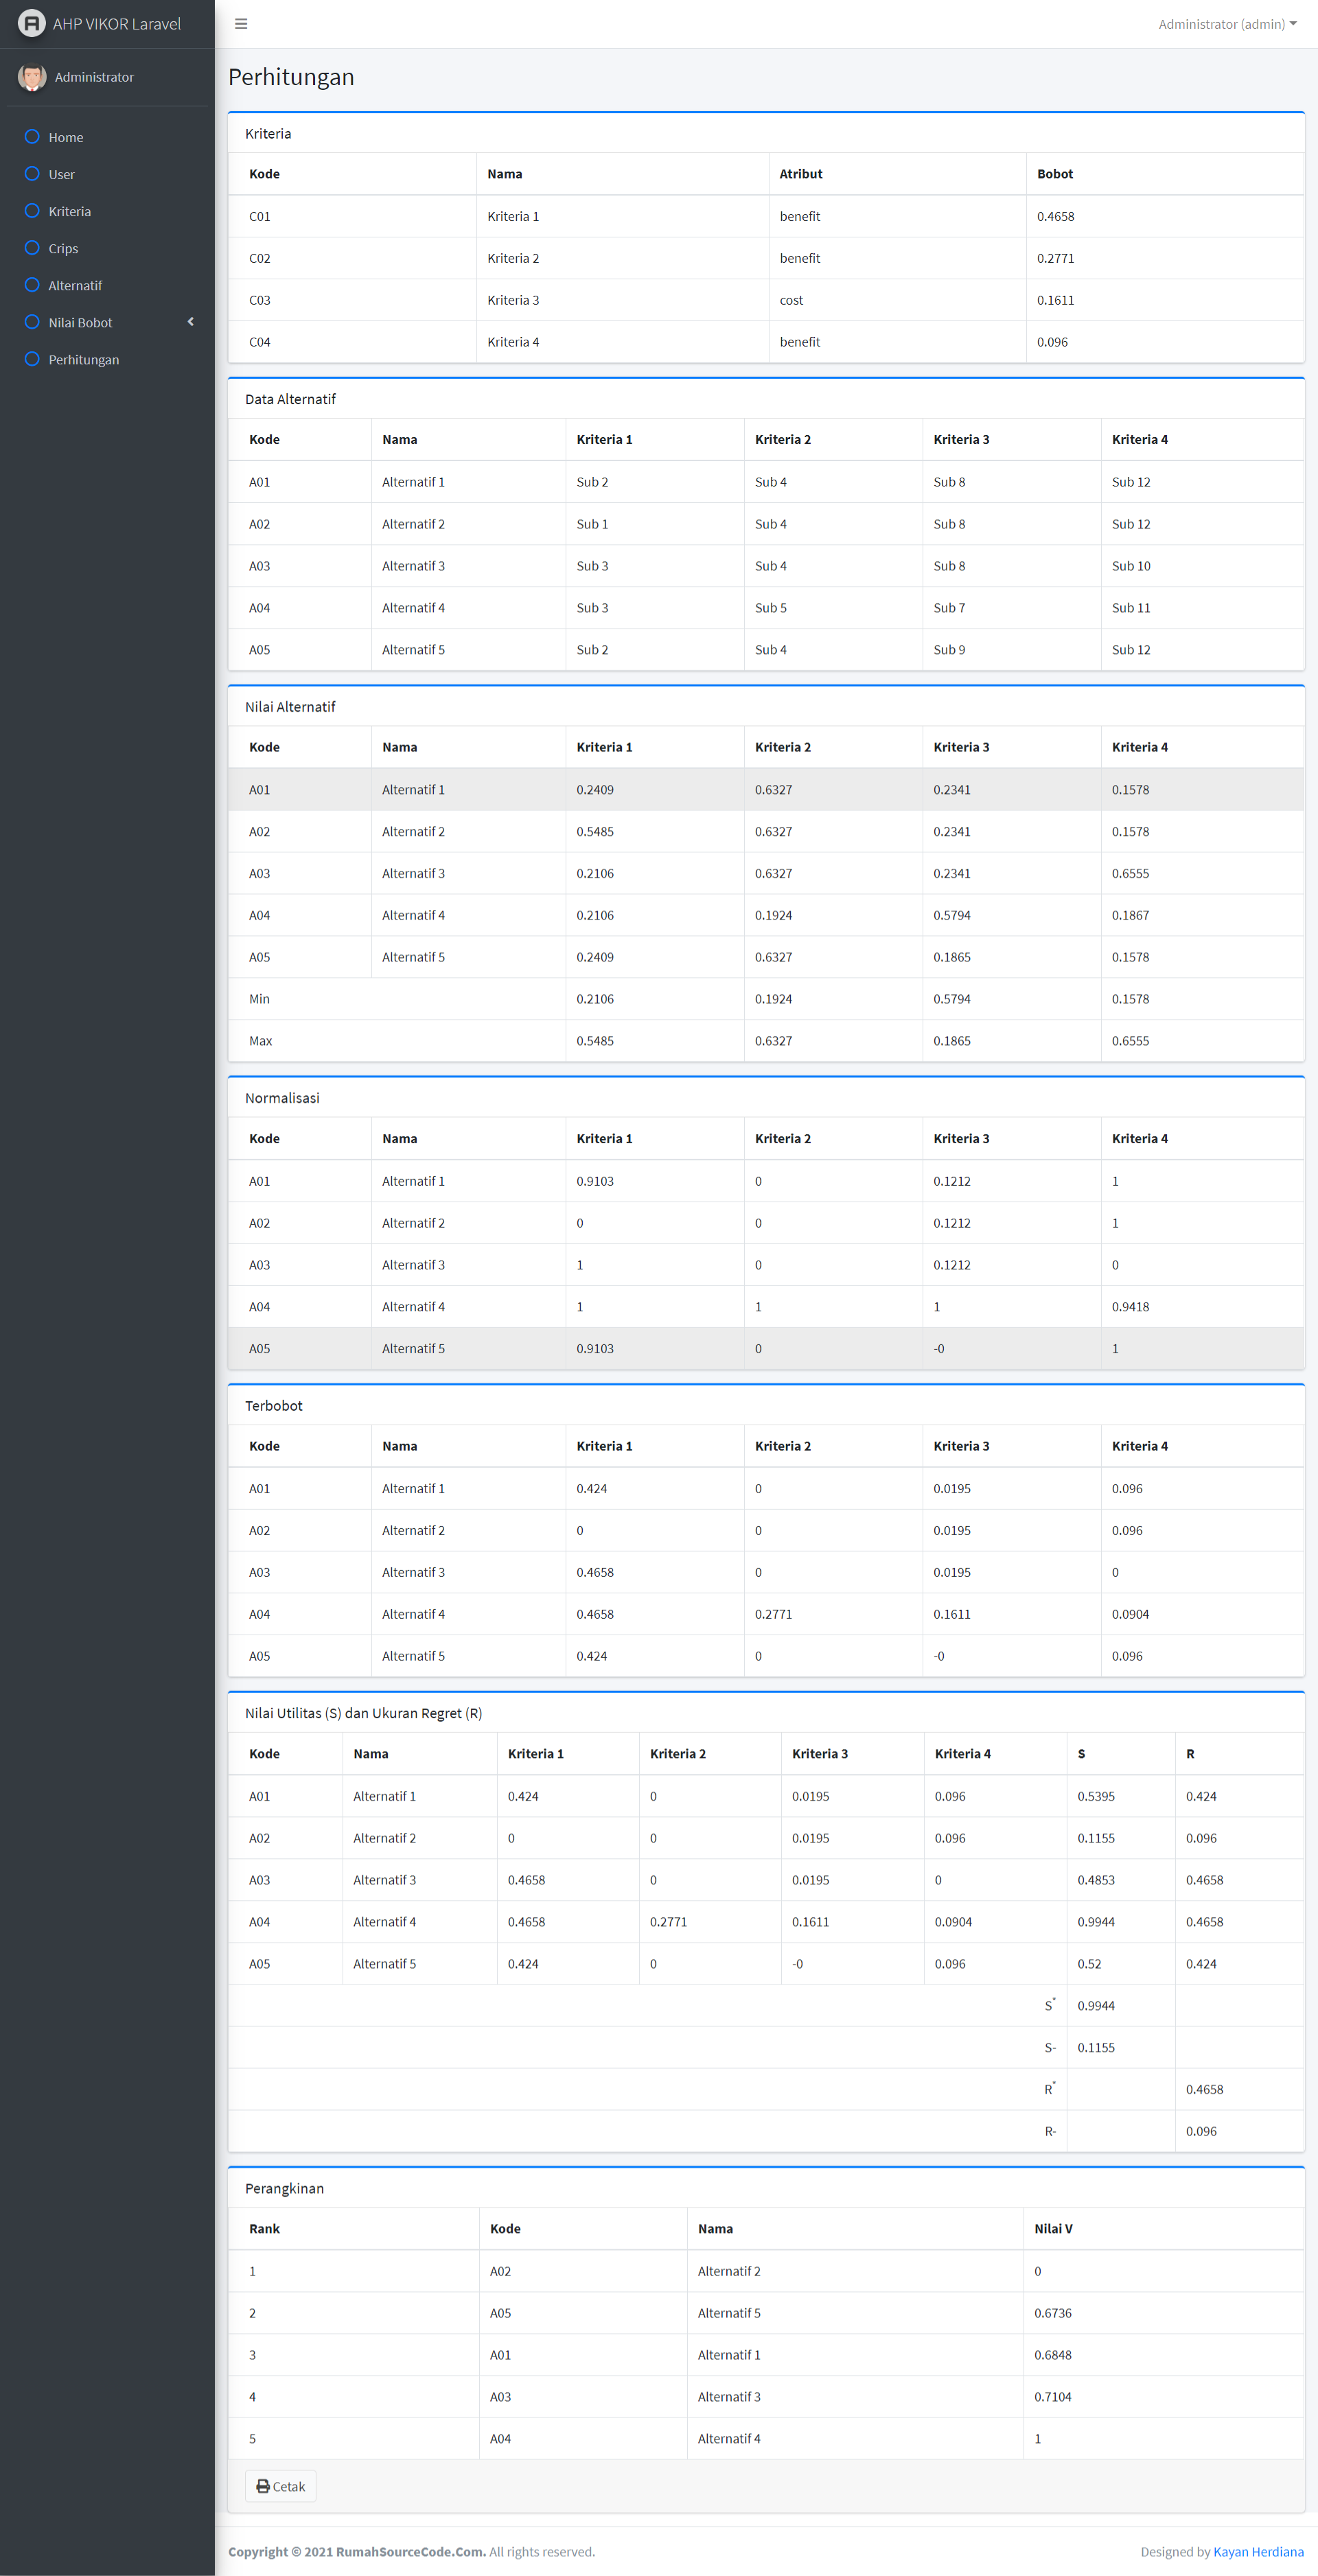 AHP VIKOR Laravel
Administrator (admin)
Administrator
Home
User
Kriteria
Crips
Alternatif
Nilai Bobot
Perhitungan
Perhitungan
Kriteria
Kode Nama Atribut Bobot
C01 Kriteria 1 benefit 0.4658
C02 Kriteria 2 benefit 0.2771
C03 Kriteria 3 cost 0.1611
C04 Kriteria 4 benefit 0.096
Data Alternatif
Kode Nama Kriteria 1 Kriteria 2 Kriteria 3 Kriteria 4
A01 Alternatif 1 Sub 2 Sub 4 Sub 8 Sub 12
A02 Alternatif 2 Sub 1 Sub 4 Sub 8 Sub 12
A03 Alternatif 3 Sub 3 Sub 4 Sub 8 Sub 10
A04 Alternatif 4 Sub 3 Sub 5 Sub 7 Sub 11
A05 Alternatif 5 Sub 2 Sub 4 Sub 9 Sub 12
Nilai Alternatif
Kode Nama Kriteria 1 Kriteria 2 Kriteria 3 Kriteria 4
A01 Alternatif 1 0.2409 0.6327 0.2341 0.1578
A02 Alternatif 2 0.5485 0.6327 0.2341 0.1578
A03 Alternatif 3 0.2106 0.6327 0.2341 0.6555
A04 Alternatif 4 0.2106 0.1924 0.5794 0.1867
A05 Alternatif 5 0.2409 0.6327 0.1865 0.1578
Min 0.2106 0.1924 0.5794 0.1578
Max 0.5485 0.6327 0.1865 0.6555
Normalisasi
Kode Nama Kriteria 1 Kriteria 2 Kriteria 3 Kriteria 4
A01 Alternatif 1 0.9103 0 0.1212 1
A02 Alternatif 2 0 0 0.1212 1
A03 Alternatif 3 1 0 0.1212 0
A04 Alternatif 4 1 1 1 0.9418
A05 Alternatif 5 0.9103 0 -0 1
Terbobot
Kode Nama Kriteria 1 Kriteria 2 Kriteria 3 Kriteria 4
A01 Alternatif 1 0.424 0 0.0195 0.096
A02 Alternatif 2 0 0 0.0195 0.096
A03 Alternatif 3 0.4658 0 0.0195 0
A04 Alternatif 4 0.4658 0.2771 0.1611 0.0904
A05 Alternatif 5 0.424 0 -0 0.096
Nilai Utilitas (S) dan Ukuran Regret (R)
Kode Nama Kriteria 1 Kriteria 2 Kriteria 3 Kriteria 4 S R
A01 Alternatif 1 0.424 0 0.0195 0.096 0.5395 0.424
A02 Alternatif 2 0 0 0.0195 0.096 0.1155 0.096
A03 Alternatif 3 0.4658 0 0.0195 0 0.4853 0.4658
A04 Alternatif 4 0.4658 0.2771 0.1611 0.0904 0.9944 0.4658
A05 Alternatif 5 0.424 0 -0 0.096 0.52 0.424
S* 0.9944
S- 0.1155
R* 0.4658
R- 0.096
Perangkinan
Rank Kode Nama Nilai V
1 A02 Alternatif 2 0
2 A05 Alternatif 5 0.6736
3 A01 Alternatif 1 0.6848
4 A03 Alternatif 3 0.7104
5 A04 Alternatif 4 1
Cetak
Copyright © 2021 RumahSourceCode.Com. All rights reserved.
Designed by Kayan Herdiana